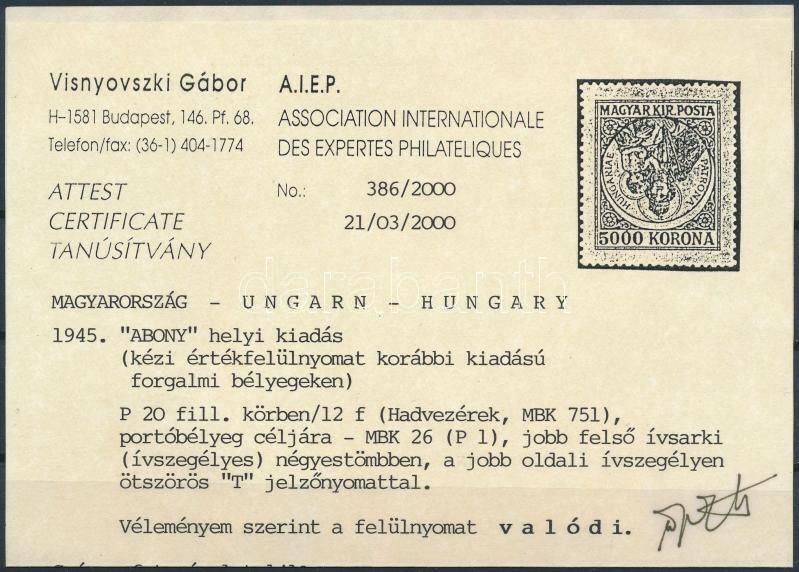 Visnyovszki Gábor
H-1581 Budapest, 146. Pf. 68.
Telefon/fax: (36-1) 404-1774
A.I.E.P.
ASSOCIATION INTERNATIONALE
DES EXPERTES PHILATELIQUES
ATTEST
CERTIFICATE
TANÚSÍTVÁNY
No.: 386/2000
21/03/2000
MAGYAR KIR. POSTA
HUNGARIAE
PATRONA
5000 KORONA
darabanth
MAGYARORSZÁG - UNGARN - HUNGARY
1945. "ABONY" helyi kiadás
(kézi értékfelülnyomat korábbi kiadású
forgalmi bélyegeken)
P 20 fill. körben/12 f (Hadvezérek, MBK 751),
portóbélyeg céljára - MBK 26 (P 1), jobb felső ívsarki
(ívszegélyes) négyestömbben, a jobb oldali ívszegélyen
ötszörös "T" jelzőnyomattal.
Véleményem szerint a felülnyomat valódi.